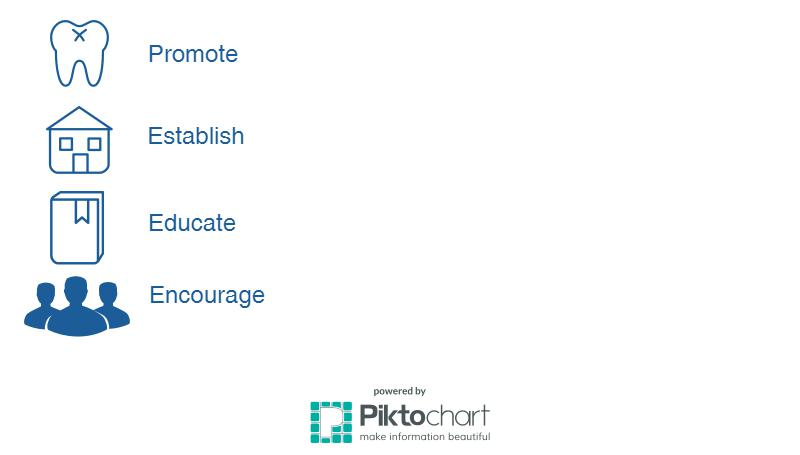 Promote
Establish
Educate
Encourage
powered by
Piktochart
make information beautiful